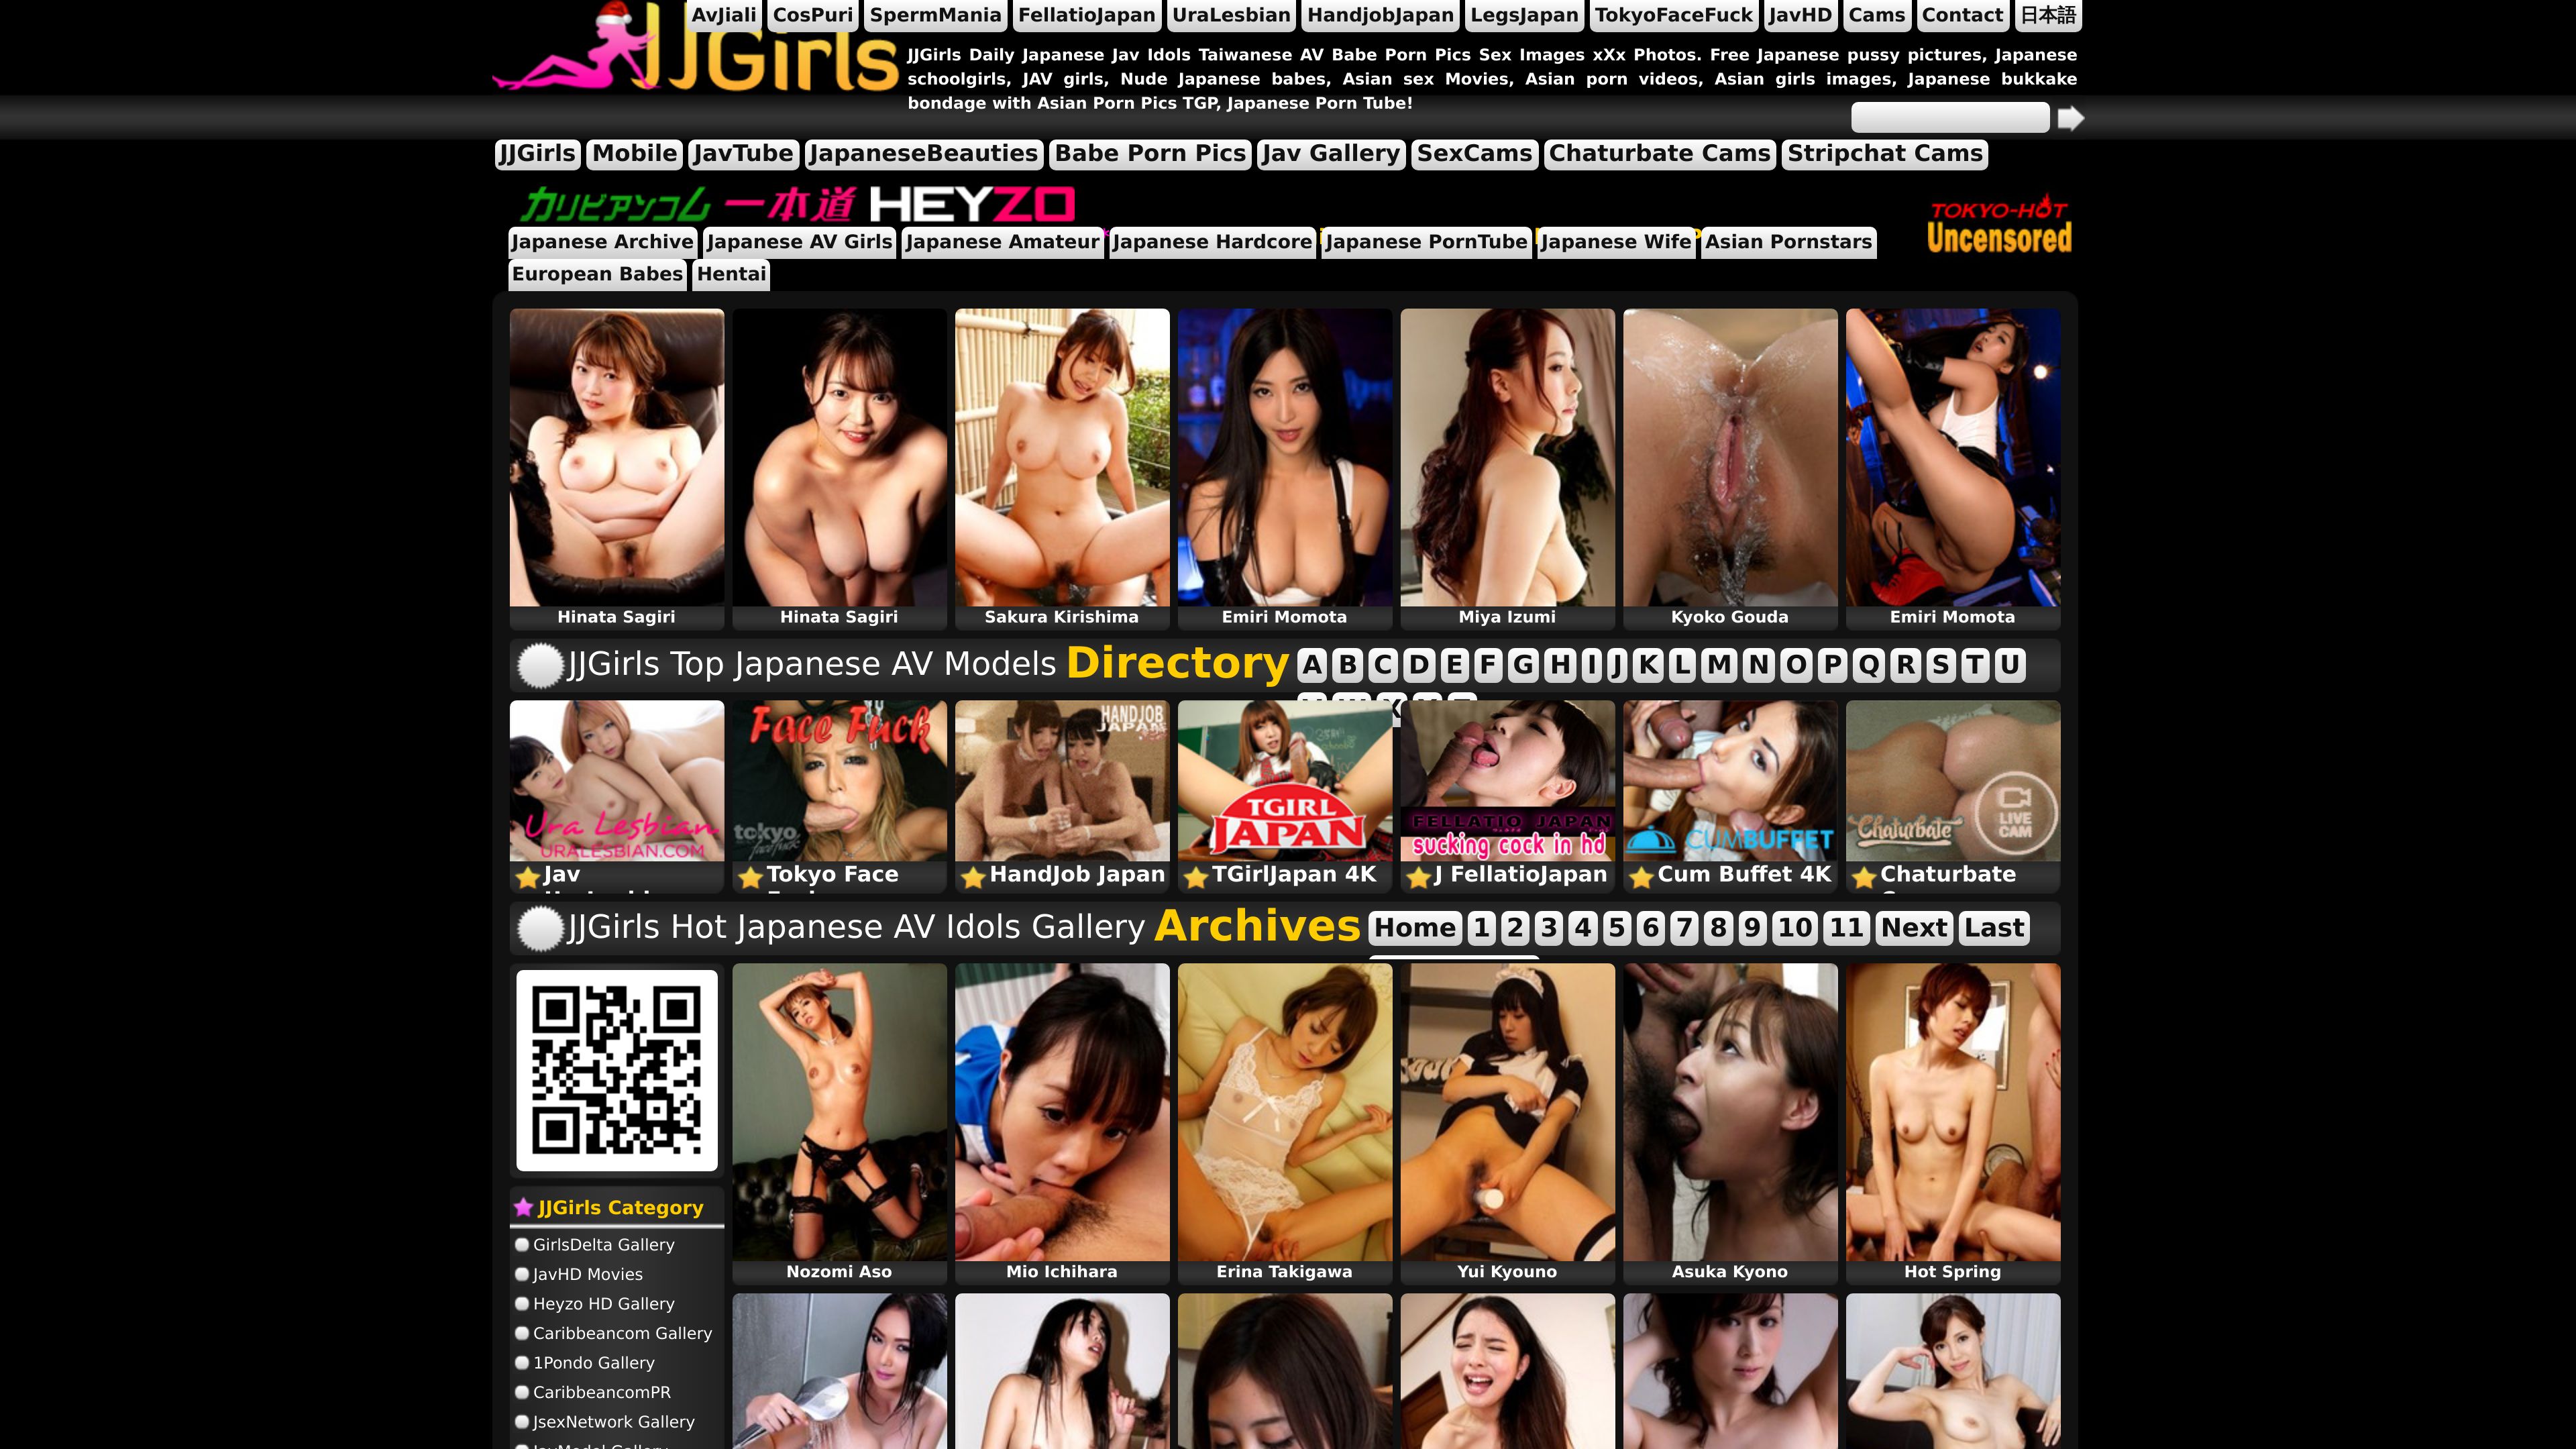 AvJiali CosPuri SpermMania FellatioJapan UraLesbian HandjobJapan LegsJapan TokyoFaceFuck JavHD Cams Contact 日本語
JJGirls
JJGirls Daily Japanese Jav Idols Taiwanese AV Babe Porn Pics Sex Images xXx Photos. Free Japanese pussy pictures, Japanese
schoolgirls, JAV girls, Nude Japanese babes, Asian sex Movies, Asian porn videos, Asian girls images, Japanese bukkake
bondage with Asian Porn Pics TGP, Japanese Porn Tube!
JJGirls Mobile JavTube JapaneseBeauties Babe Porn Pics Jav Gallery SexCams Chaturbate Cams Stripchat Cams
カリビアンコム 一本道 HEYZO
TOKYO-HOT
Uncensored
Japanese Archive Japanese AV Girls Japanese Amateur Japanese Hardcore Japanese PornTube Japanese Wife Asian Pornstars
European Babes Hentai
Hinata Sagiri Hinata Sagiri Sakura Kirishima Emiri Momota Miya Izumi Kyoko Gouda Emiri Momota
JJGirls Top Japanese AV Models Directory A B C D E F G H I J K L M N O P Q R S T U
Ura Lesbian
URALESBIAN.COM
Face Fuck
tokyo
HANDJOB
JAPAN
TGIRL
JAPAN
FELLATIO JAPAN
sucking cock in hd
CUMBUFFET
Chaturbate
LIVE
CAM
Jav Tokyo Face HandJob Japan TGirlJapan 4K J FellatioJapan Cum Buffet 4K Chaturbate
JJGirls Hot Japanese AV Idols Gallery Archives Home 1 2 3 4 5 6 7 8 9 10 11 Next Last
Nozomi Aso Mio Ichihara Erina Takigawa Yui Kyouno Asuka Kyono Hot Spring
JJGirls Category
GirlsDelta Gallery
JavHD Movies
Heyzo HD Gallery
Caribbeancom Gallery
1Pondo Gallery
CaribbeancomPR
JsexNetwork Gallery